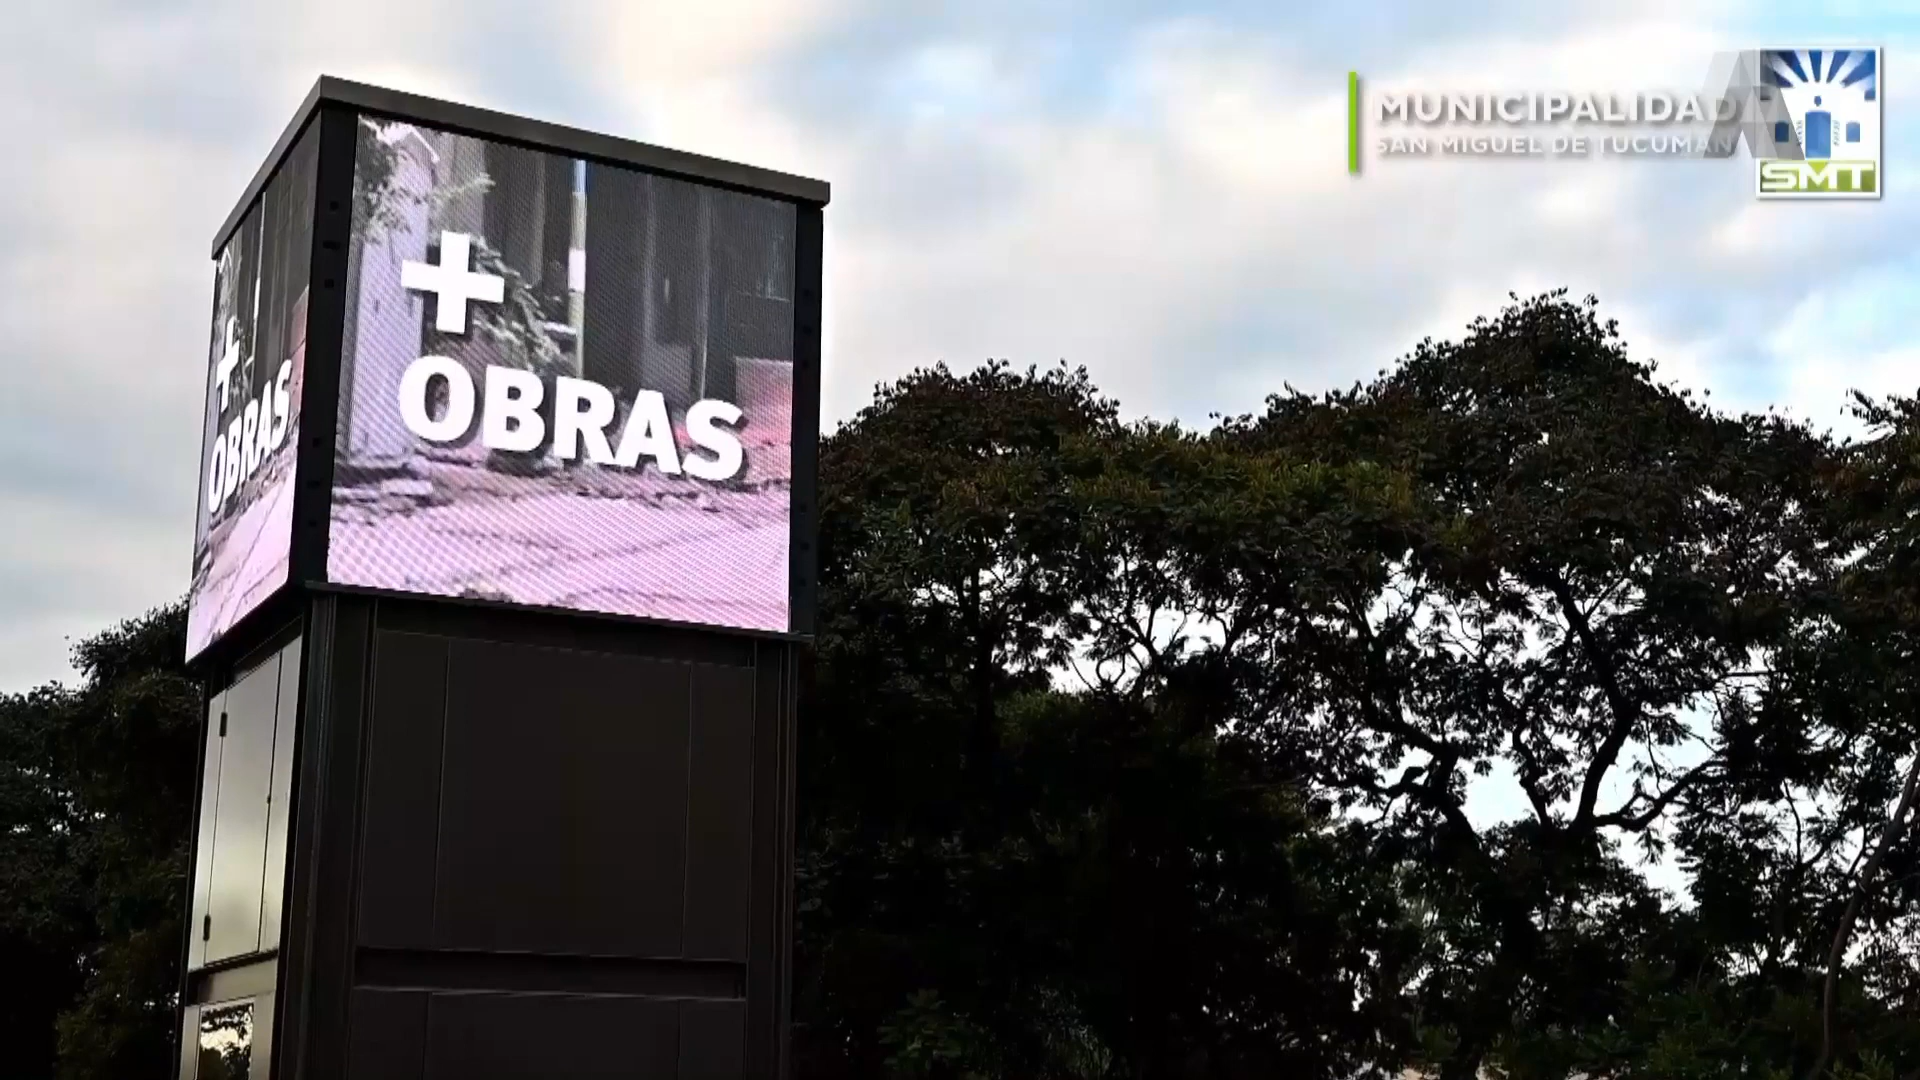 +
OBRAS
+
OBRAS
MUNICIPALIDAD
SAN MIGUEL DE TUCUMAN
SMT